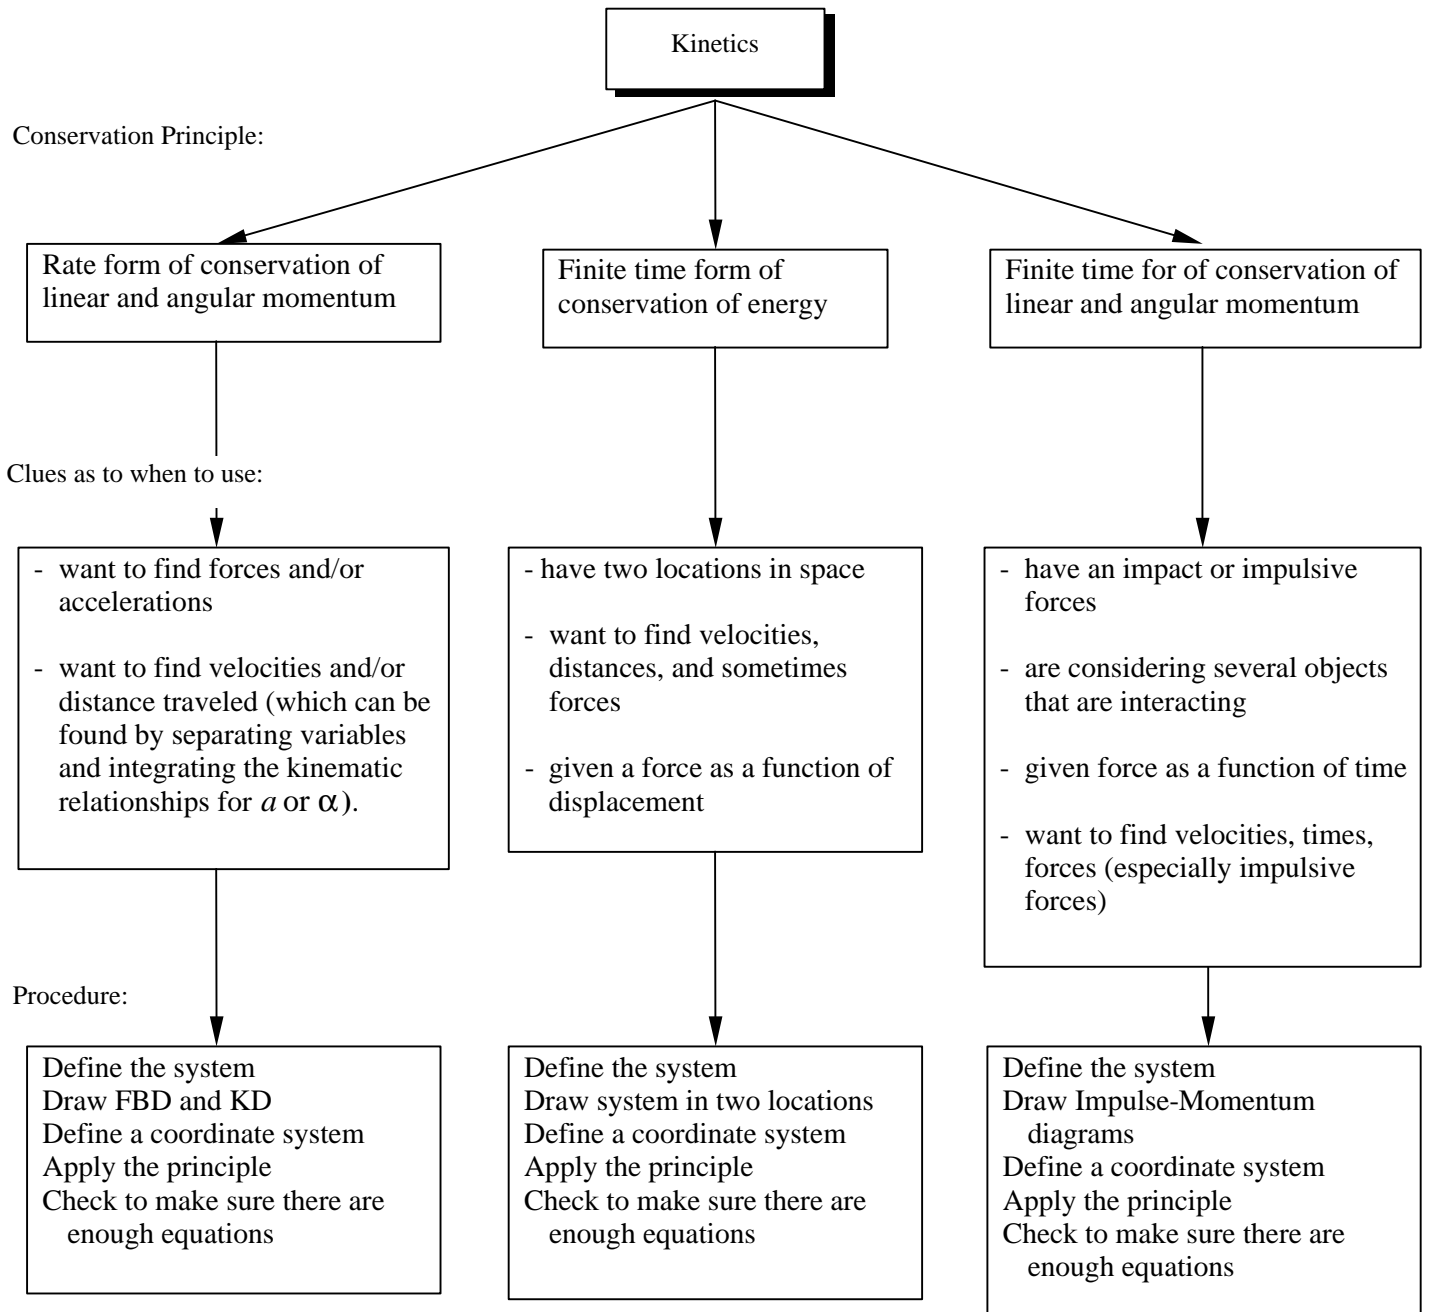 Kinetics
Conservation Principle:
Rate form of conservation of
linear and angular momentum
Finite time form of
conservation of energy
Finite time for of conservation of
linear and angular momentum
Clues as to when to use:
- want to find forces and/or
accelerations
- want to find velocities and/or
distance traveled (which can be
found by separating variables
and integrating the kinematic
relationships for a or α).
- have two locations in space
- want to find velocities,
distances, and sometimes
forces
- given a force as a function of
displacement
- have an impact or impulsive
forces
- are considering several objects
that are interacting
- given force as a function of time
- want to find velocities, times,
forces (especially impulsive
forces)
Procedure:
Define the system
Draw FBD and KD
Define a coordinate system
Apply the principle
Check to make sure there are
enough equations
Define the system
Draw system in two locations
Define a coordinate system
Apply the principle
Check to make sure there are
enough equations
Define the system
Draw Impulse-Momentum
diagrams
Define a coordinate system
Apply the principle
Check to make sure there are
enough equations